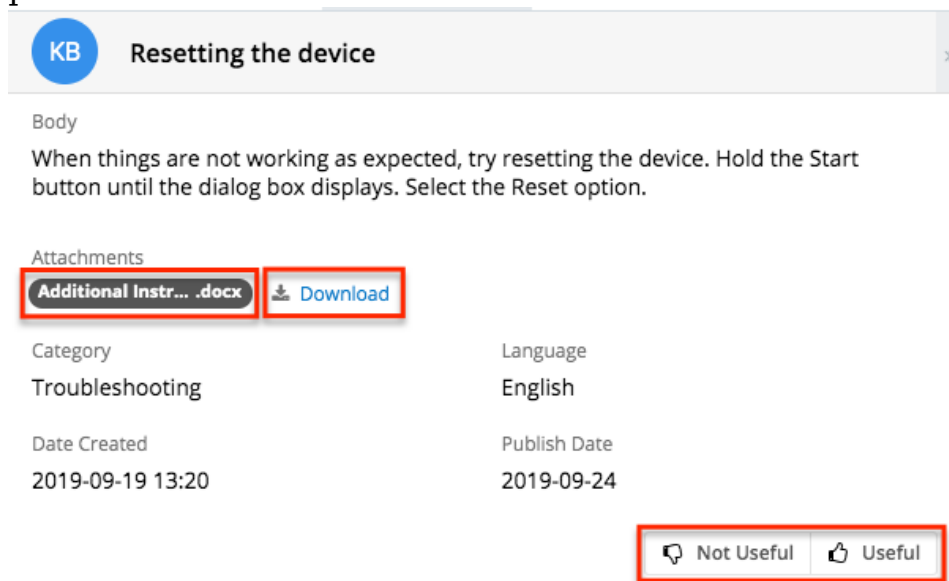 KB
Resetting the device
Body
When things are not working as expected, try resetting the device. Hold the Start
button until the dialog box displays. Select the Reset option.
Attachments
Additional Instr... .docx Download
Category Language
Troubleshooting English
Date Created Publish Date
2019-09-19 13:20 2019-09-24
Not Useful Useful